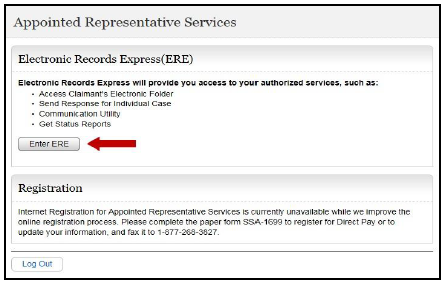 Appointed Representative Services
Electronic Records Express(ERE)
Electronic Records Express will provide you access to your authorized services, such as:
• Access Claimant's Electronic Folder
• Send Response for Individual Case
• Communication Utility
• Get Status Reports
Enter ERE
Registration
Internet Registration for Appointed Representative Services is currently unavailable while we improve the
online registration process. Please complete the paper form SSA-1699 to register for Direct Pay or to
update your information, and fax it to 1-877-268-3827.
Log Out